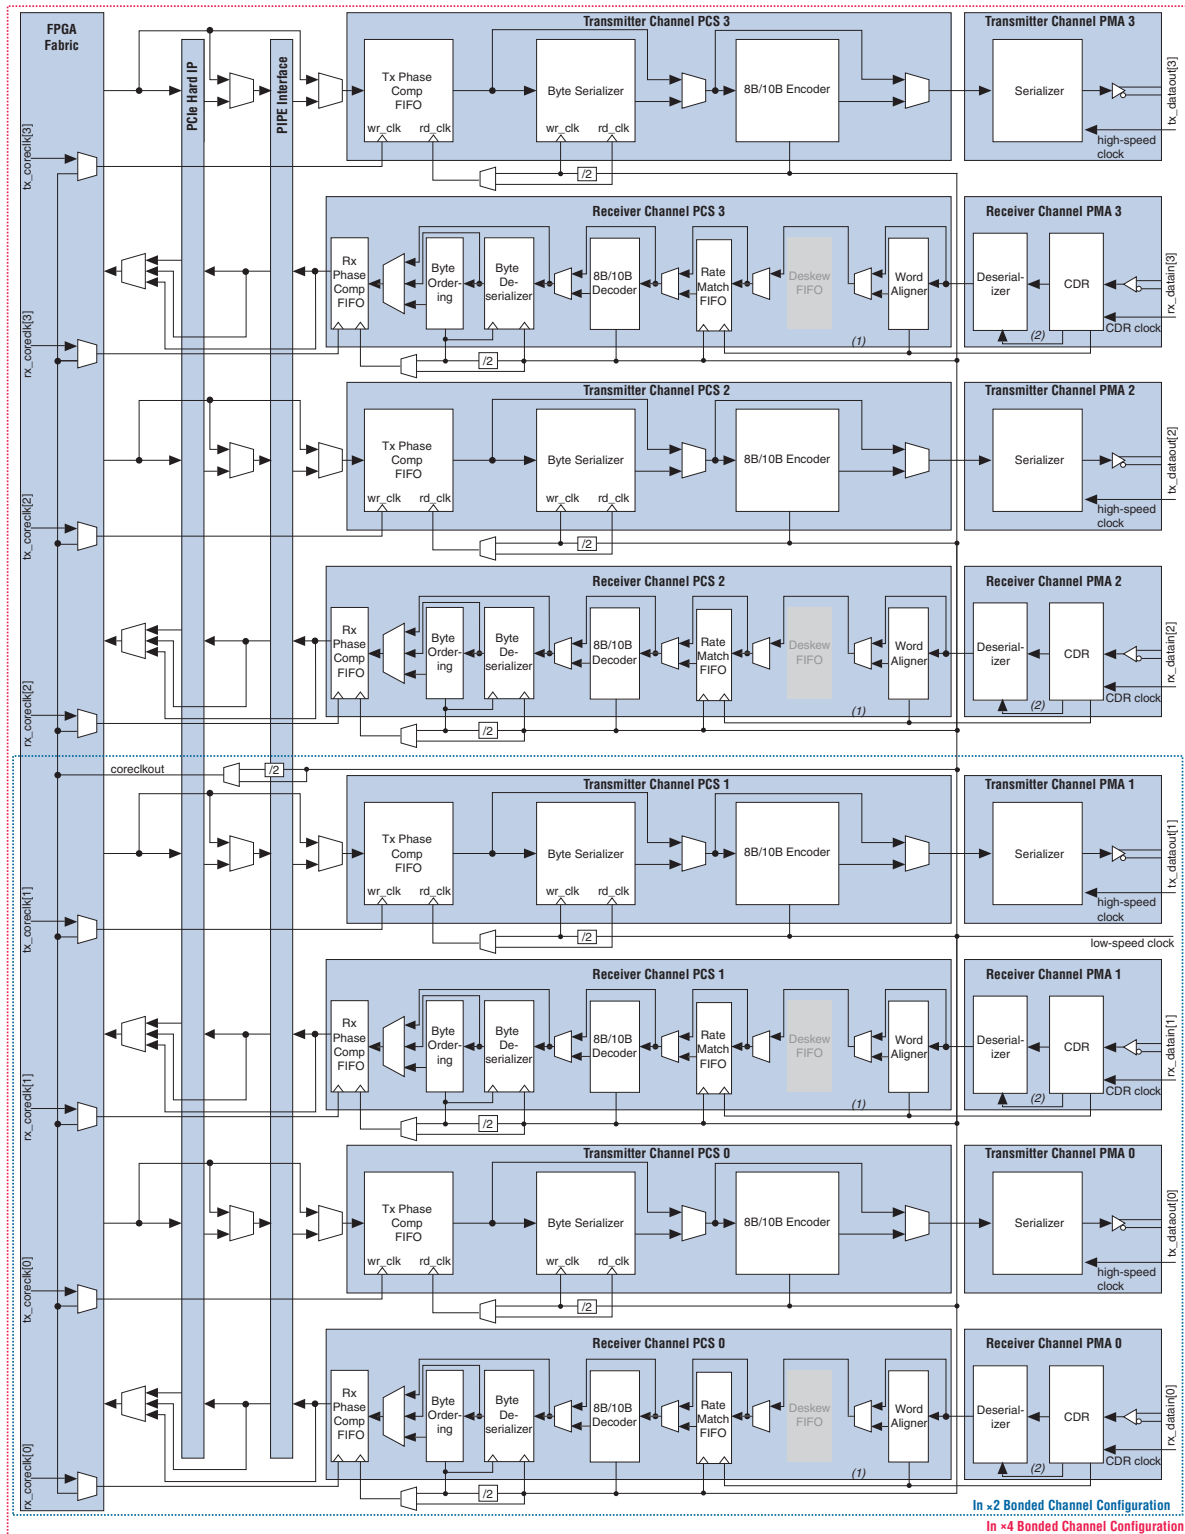 FPGA
Fabric
PCIe Hard IP
PIPE Interface
Transmitter Channel PCS 3
Tx Phase
Comp
FIFO
wr_clk
rd_clk
Byte Serializer
8B/10B Encoder
/2
Transmitter Channel PMA 3
Serializer
high-speed
clock
tx_dataout[3]
tx_coreclk[3]
Receiver Channel PCS 3
Rx
Phase
Comp
FIFO
Byte
Order-
ing
Byte
De-
serializer
8B/10B
Decoder
Rate
Match
FIFO
Deskew
FIFO
Word
Aligner
(1)
/2
Receiver Channel PMA 3
Deserial-
izer
CDR
(2)
CDR clock
rx_datain[3]
rx_coreclk[3]
Transmitter Channel PCS 2
Tx Phase
Comp
FIFO
wr_clk
rd_clk
Byte Serializer
8B/10B Encoder
/2
Transmitter Channel PMA 2
Serializer
high-speed
clock
tx_dataout[2]
tx_coreclk[2]
Receiver Channel PCS 2
Rx
Phase
Comp
FIFO
Byte
Order-
ing
Byte
De-
serializer
8B/10B
Decoder
Rate
Match
FIFO
Deskew
FIFO
Word
Aligner
(1)
/2
Receiver Channel PMA 2
Deserial-
izer
CDR
(2)
CDR clock
rx_datain[2]
rx_coreclk[2]
coreclkout
/2
Transmitter Channel PCS 1
Tx Phase
Comp
FIFO
wr_clk
rd_clk
Byte Serializer
8B/10B Encoder
/2
Transmitter Channel PMA 1
Serializer
high-speed
clock
tx_dataout[1]
tx_coreclk[1]
low-speed clock
Receiver Channel PCS 1
Rx
Phase
Comp
FIFO
Byte
Order-
ing
Byte
De-
serializer
8B/10B
Decoder
Rate
Match
FIFO
Deskew
FIFO
Word
Aligner
(1)
/2
Receiver Channel PMA 1
Deserial-
izer
CDR
(2)
CDR clock
rx_datain[1]
rx_coreclk[1]
Transmitter Channel PCS 0
Tx Phase
Comp
FIFO
wr_clk
rd_clk
Byte Serializer
8B/10B Encoder
/2
Transmitter Channel PMA 0
Serializer
high-speed
clock
tx_dataout[0]
tx_coreclk[0]
Receiver Channel PCS 0
Rx
Phase
Comp
FIFO
Byte
Order-
ing
Byte
De-
serializer
8B/10B
Decoder
Rate
Match
FIFO
Deskew
FIFO
Word
Aligner
(1)
/2
Receiver Channel PMA 0
Deserial-
izer
CDR
(2)
CDR clock
rx_datain[0]
rx_coreclk[0]
In ×2 Bonded Channel Configuration
In ×4 Bonded Channel Configuration